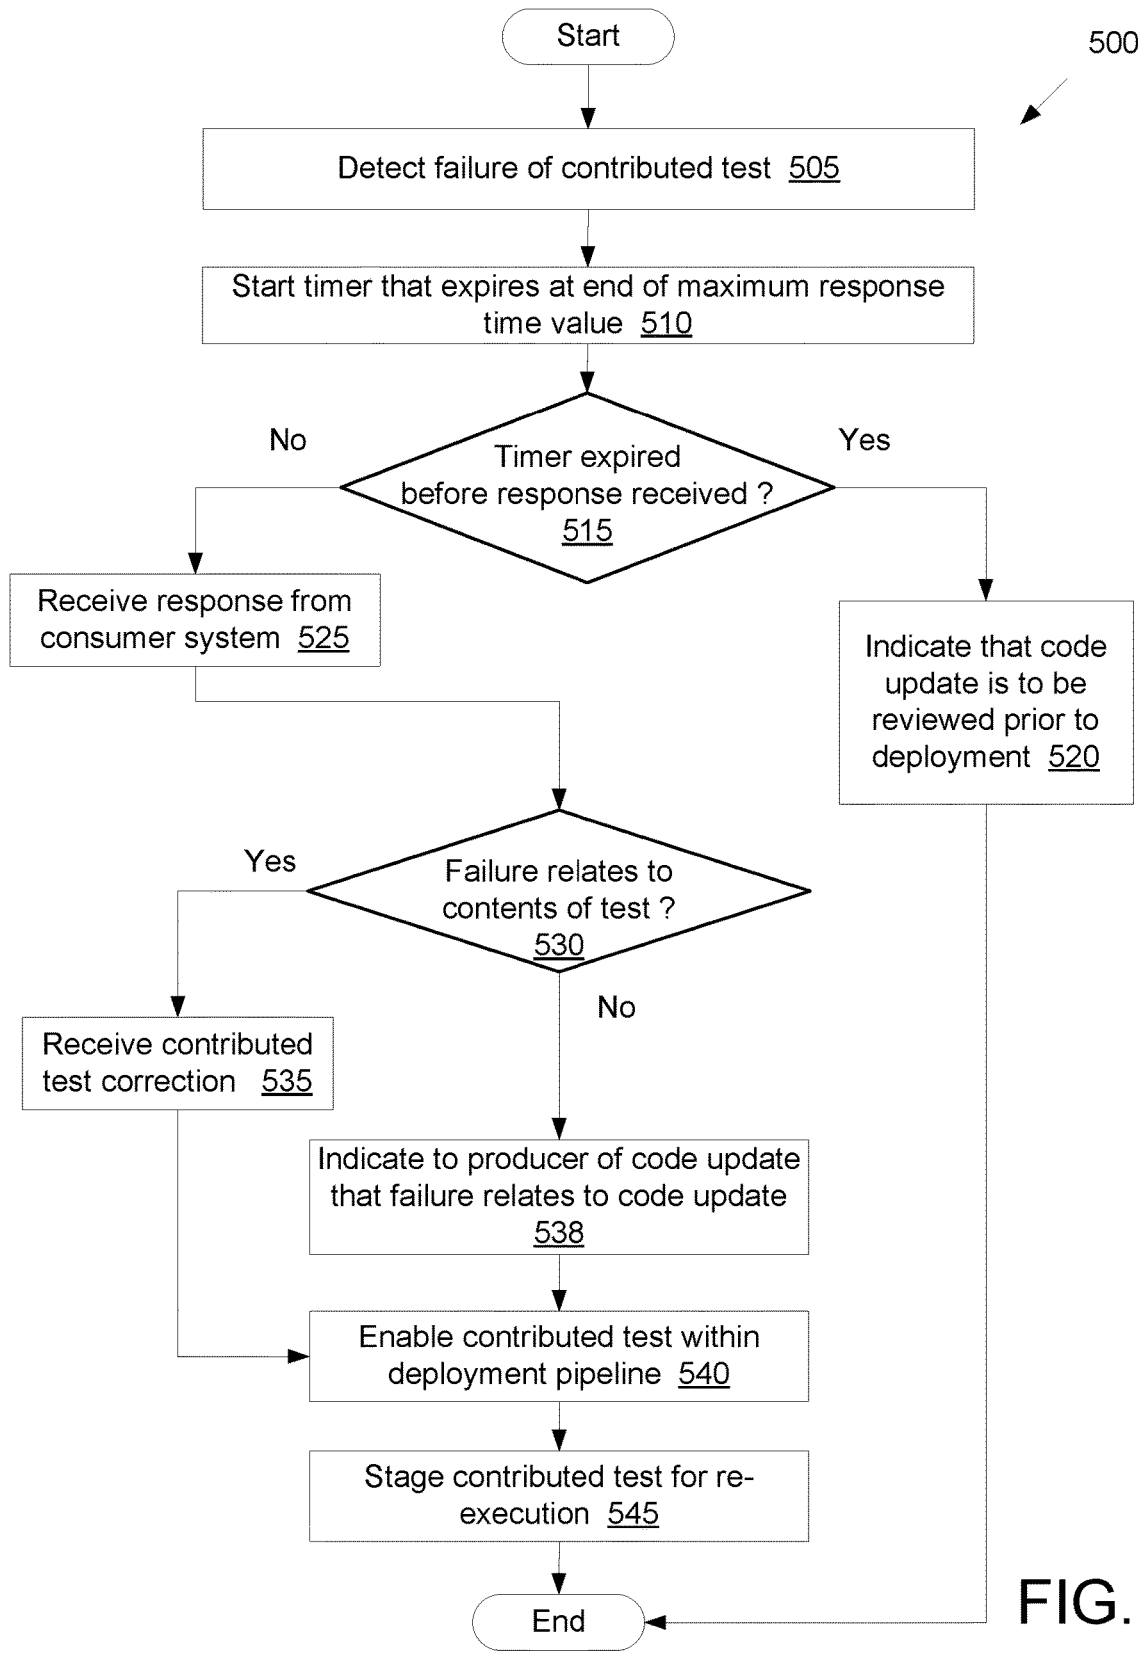 Start
500
Detect failure of contributed test 505
Start timer that expires at end of maximum response
time value 510
No
Yes
Timer expired
before response received ?
515
Receive response from
consumer system 525
Indicate that code
update is to be
reviewed prior to
deployment 520
Yes
Failure relates to
contents of test ?
530
No
Receive contributed
test correction 535
Indicate to producer of code update
that failure relates to code update
538
Enable contributed test within
deployment pipeline 540
Stage contributed test for re-
execution 545
End
FIG.